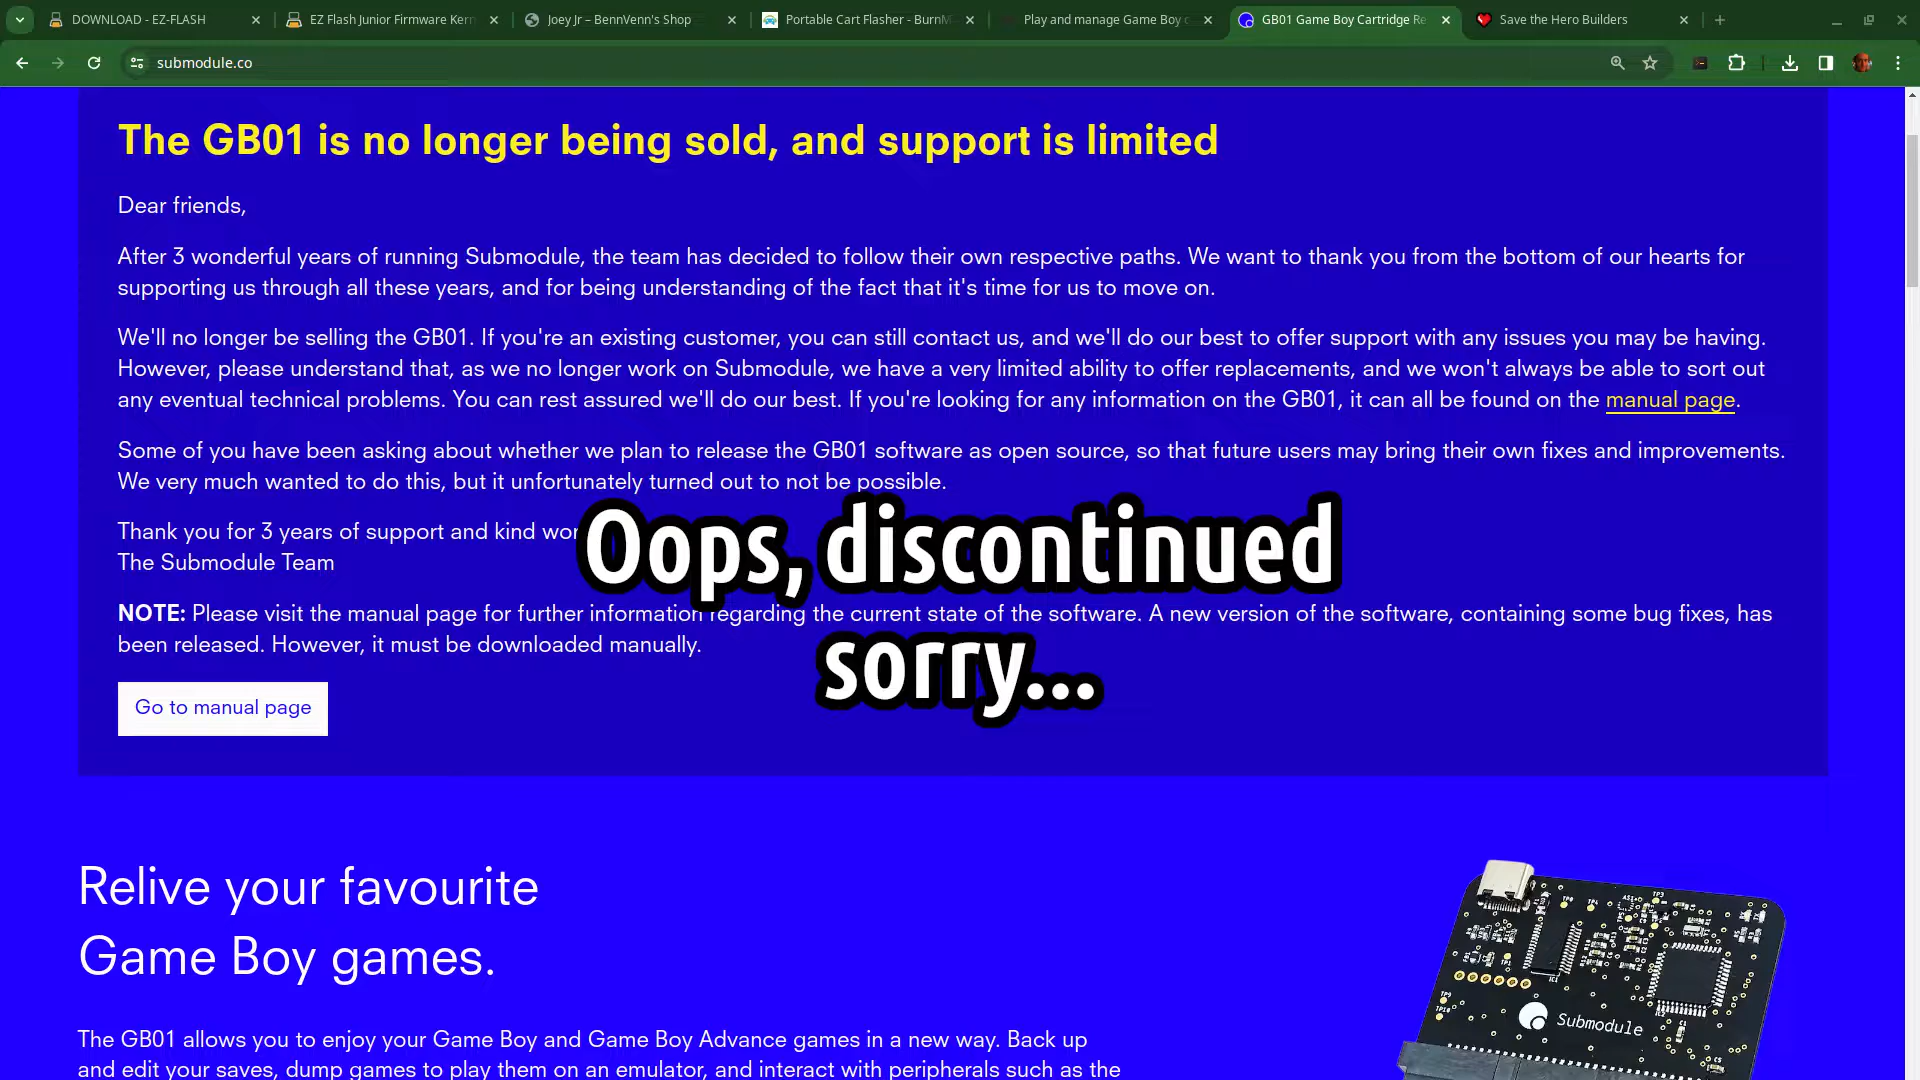 DOWNLOAD - EZ-FLASH
EZ Flash Junior Firmware Kern
Joey Jr – BennVenn's Shop
Portable Cart Flasher - BurnM
Play and manage Game Boy c
GB01 Game Boy Cartridge Re
Save the Hero Builders
submodule.co
The GB01 is no longer being sold, and support is limited
Dear friends,
After 3 wonderful years of running Submodule, the team has decided to follow their own respective paths. We want to thank you from the bottom of our hearts for
supporting us through all these years, and for being understanding of the fact that it's time for us to move on.
We'll no longer be selling the GB01. If you're an existing customer, you can still contact us, and we'll do our best to offer support with any issues you may be having.
However, please understand that, as we no longer work on Submodule, we have a very limited ability to offer replacements, and we won't always be able to sort out
any eventual technical problems. You can rest assured we'll do our best. If you're looking for any information on the GB01, it can all be found on the manual page.
Some of you have been asking about whether we plan to release the GB01 software as open source, so that future users may bring their own fixes and improvements.
We very much wanted to do this, but it unfortunately turned out to not be possible.
Thank you for 3 years of support and kind wor
The Submodule Team
Oops, discontinued
sorry...
NOTE: Please visit the manual page for further information regarding the current state of the software. A new version of the software, containing some bug fixes, has
been released. However, it must be downloaded manually.
Go to manual page
Relive your favourite
Game Boy games.
The GB01 allows you to enjoy your Game Boy and Game Boy Advance games in a new way. Back up
and edit your saves, dump games to play them on an emulator, and interact with peripherals such as the
Submodule